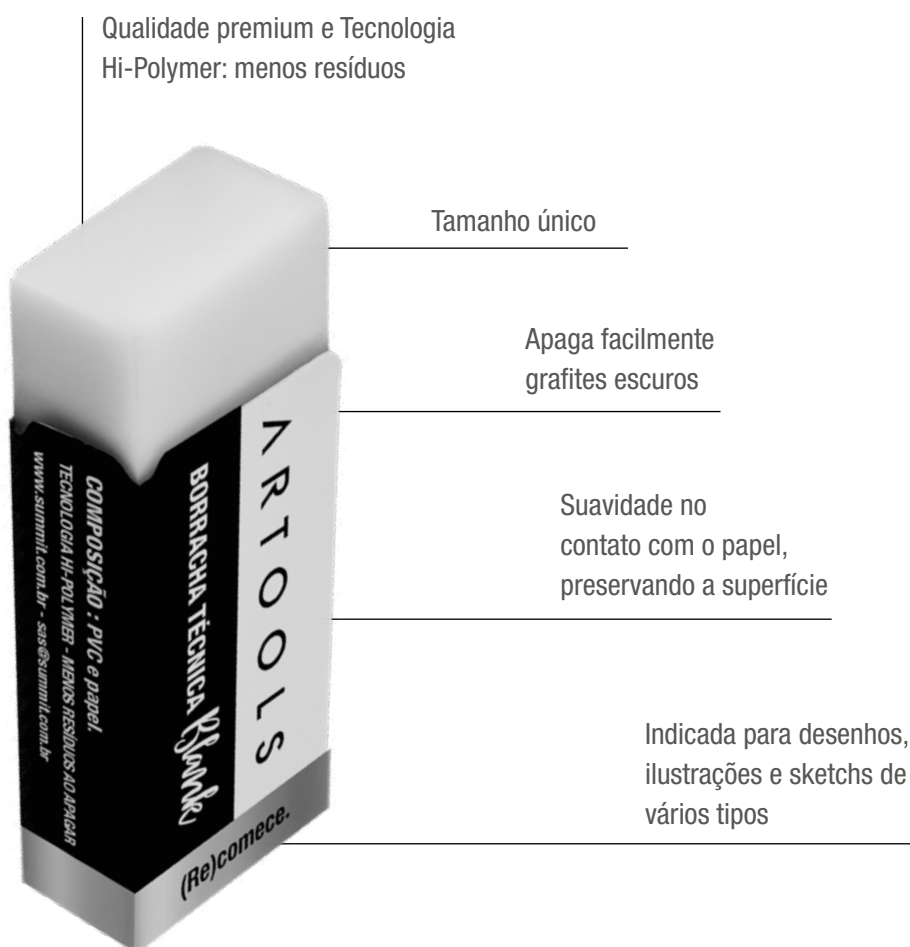 Qualidade premium e Tecnologia
Hi-Polymer: menos resíduos
Tamanho único
Apaga facilmente
grafites escuros
Suavidade no
contato com o papel,
preservando a superfície
Indicada para desenhos,
ilustrações e sketchs de
vários tipos
ARTOOLS
BORRACHA TÉCNICA
COMPOSIÇÃO : PVC e papel.
TECNOLOGIA HI-POLYMER - MENOS RESÍDUOS AO APAGAR
www.summit.com.br - sas@summit.com.br
(Re)comece.